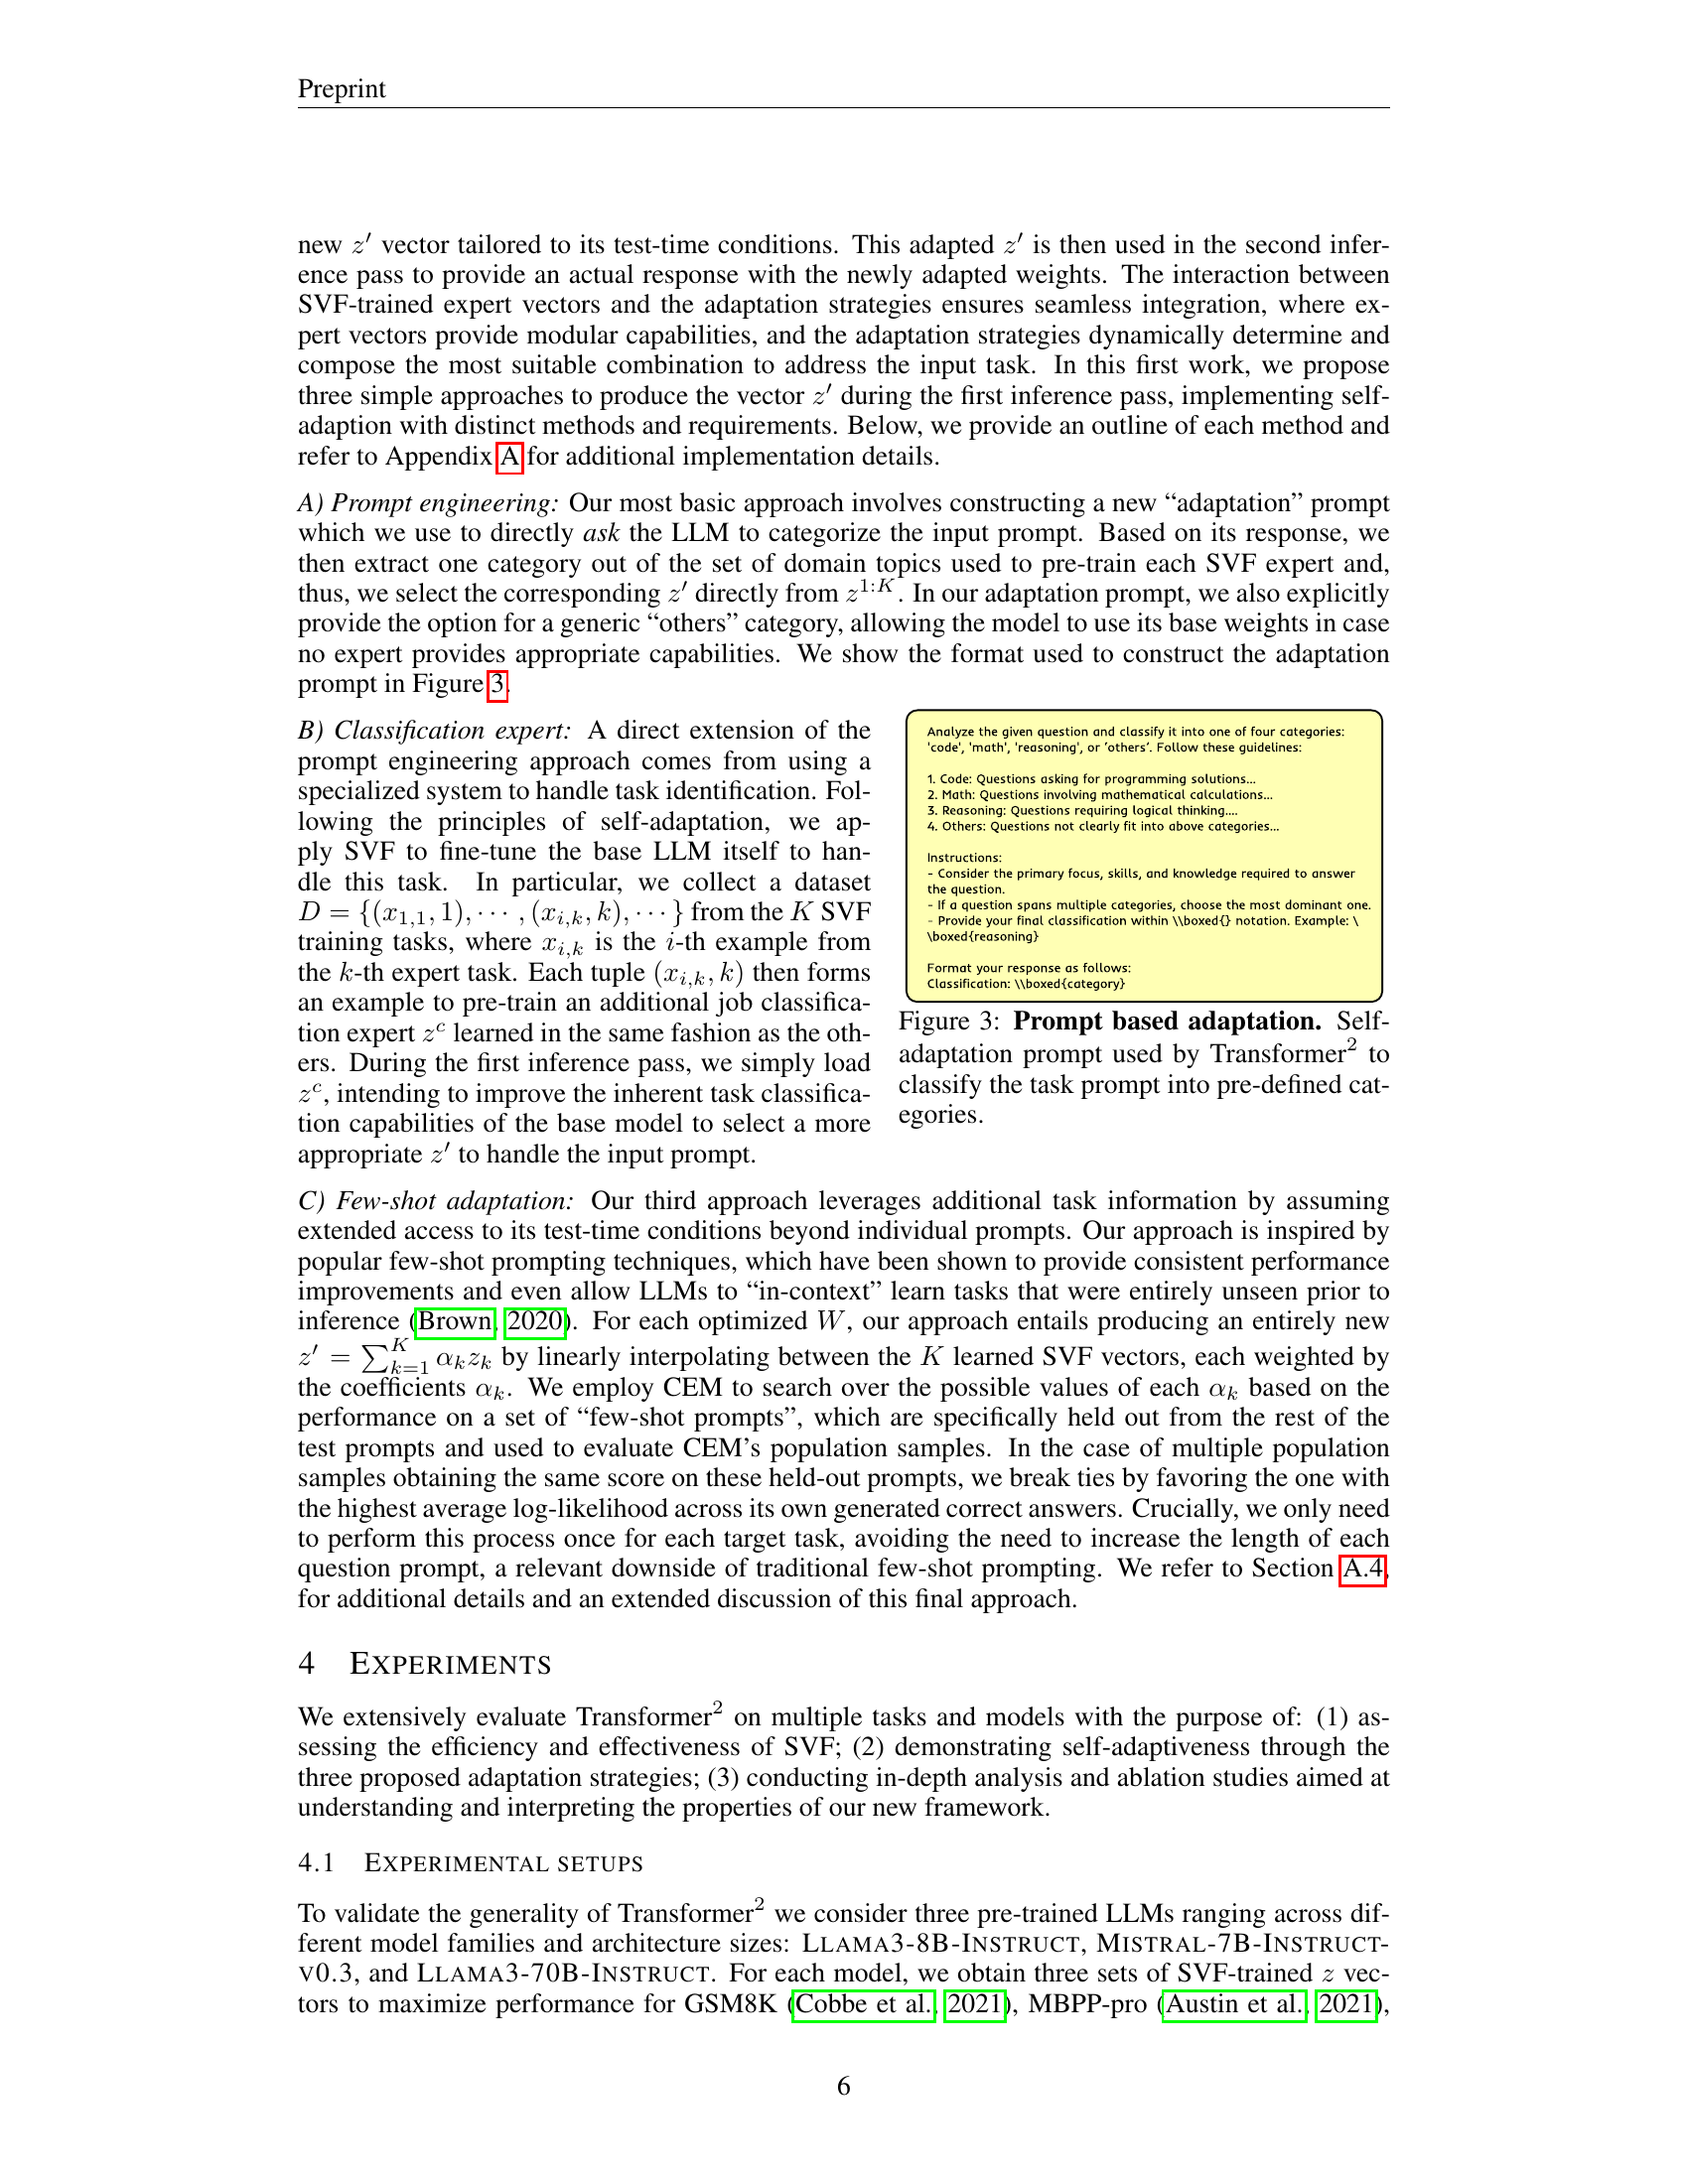 Preprint
new z′ vector tailored to its test-time conditions. This adapted z′ is then used in the second infer-
ence pass to provide an actual response with the newly adapted weights. The interaction between
SVF-trained expert vectors and the adaptation strategies ensures seamless integration, where ex-
pert vectors provide modular capabilities, and the adaptation strategies dynamically determine and
compose the most suitable combination to address the input task. In this first work, we propose
three simple approaches to produce the vector z′ during the first inference pass, implementing self-
adaption with distinct methods and requirements. Below, we provide an outline of each method and
refer to Appendix A for additional implementation details.
A) Prompt engineering: Our most basic approach involves constructing a new “adaptation” prompt
which we use to directly ask the LLM to categorize the input prompt. Based on its response, we
then extract one category out of the set of domain topics used to pre-train each SVF expert and,
thus, we select the corresponding z′ directly from z^{1:K}. In our adaptation prompt, we also explicitly
provide the option for a generic “others” category, allowing the model to use its base weights in case
no expert provides appropriate capabilities. We show the format used to construct the adaptation
prompt in Figure 3.
B) Classification expert: A direct extension of the
prompt engineering approach comes from using a
specialized system to handle task identification. Fol-
lowing the principles of self-adaptation, we ap-
ply SVF to fine-tune the base LLM itself to han-
dle this task. In particular, we collect a dataset
D = {(x_{1,1}, 1), ⋯ , (x_{i,k}, k), ⋯ } from the K SVF
training tasks, where x_{i,k} is the i-th example from
the k-th expert task. Each tuple (x_{i,k}, k) then forms
an example to pre-train an additional job classifica-
tion expert z^c learned in the same fashion as the oth-
ers. During the first inference pass, we simply load
z^c, intending to improve the inherent task classifica-
tion capabilities of the base model to select a more
appropriate z′ to handle the input prompt.
Analyze the given question and classify it into one of four categories:
'code', 'math', 'reasoning', or 'others'. Follow these guidelines:
1. Code: Questions asking for programming solutions...
2. Math: Questions involving mathematical calculations...
3. Reasoning: Questions requiring logical thinking....
4. Others: Questions not clearly fit into above categories...
Instructions:
- Consider the primary focus, skills, and knowledge required to answer
the question.
- If a question spans multiple categories, choose the most dominant one.
- Provide your final classification within \\boxed{} notation. Example: \
\boxed{reasoning}
Format your response as follows:
Classification: \\boxed{category}
Figure 3: Prompt based adaptation. Self-
adaptation prompt used by Transformer² to
classify the task prompt into pre-defined cat-
egories.
C) Few-shot adaptation: Our third approach leverages additional task information by assuming
extended access to its test-time conditions beyond individual prompts. Our approach is inspired by
popular few-shot prompting techniques, which have been shown to provide consistent performance
improvements and even allow LLMs to “in-context” learn tasks that were entirely unseen prior to
inference (Brown, 2020). For each optimized W, our approach entails producing an entirely new
z′ = ∑_{k=1}^{K} α_k z_k by linearly interpolating between the K learned SVF vectors, each weighted by
the coefficients α_k. We employ CEM to search over the possible values of each α_k based on the
performance on a set of “few-shot prompts”, which are specifically held out from the rest of the
test prompts and used to evaluate CEM’s population samples. In the case of multiple population
samples obtaining the same score on these held-out prompts, we break ties by favoring the one with
the highest average log-likelihood across its own generated correct answers. Crucially, we only need
to perform this process once for each target task, avoiding the need to increase the length of each
question prompt, a relevant downside of traditional few-shot prompting. We refer to Section A.4,
for additional details and an extended discussion of this final approach.
4 EXPERIMENTS
We extensively evaluate Transformer² on multiple tasks and models with the purpose of: (1) as-
sessing the efficiency and effectiveness of SVF; (2) demonstrating self-adaptiveness through the
three proposed adaptation strategies; (3) conducting in-depth analysis and ablation studies aimed at
understanding and interpreting the properties of our new framework.
4.1 EXPERIMENTAL SETUPS
To validate the generality of Transformer² we consider three pre-trained LLMs ranging across dif-
ferent model families and architecture sizes: LLAMA3-8B-INSTRUCT, MISTRAL-7B-INSTRUCT-
V0.3, and LLAMA3-70B-INSTRUCT. For each model, we obtain three sets of SVF-trained z vec-
tors to maximize performance for GSM8K (Cobbe et al., 2021), MBPP-pro (Austin et al., 2021),
6